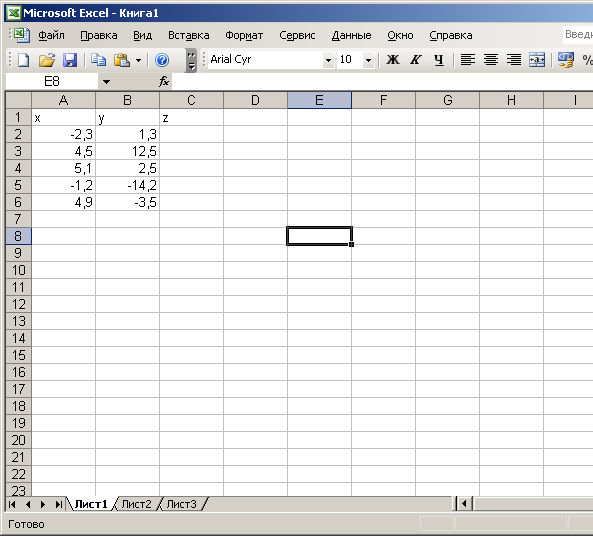 Microsoft Excel - Книга1
Файл Правка Вид Вставка Формат Сервис Данные Окно Справка Введи
Arial Cyr 10 Ж К Ч %
E8 fx
A B C D E F G H I
1 x y z
2 -2,3 1,3
3 4,5 12,5
4 5,1 2,5
5 -1,2 -14,2
6 4,9 -3,5
7
8
9
10
11
12
13
14
15
16
17
18
19
20
21
22
23
Лист1 Лист2 Лист3
Готово